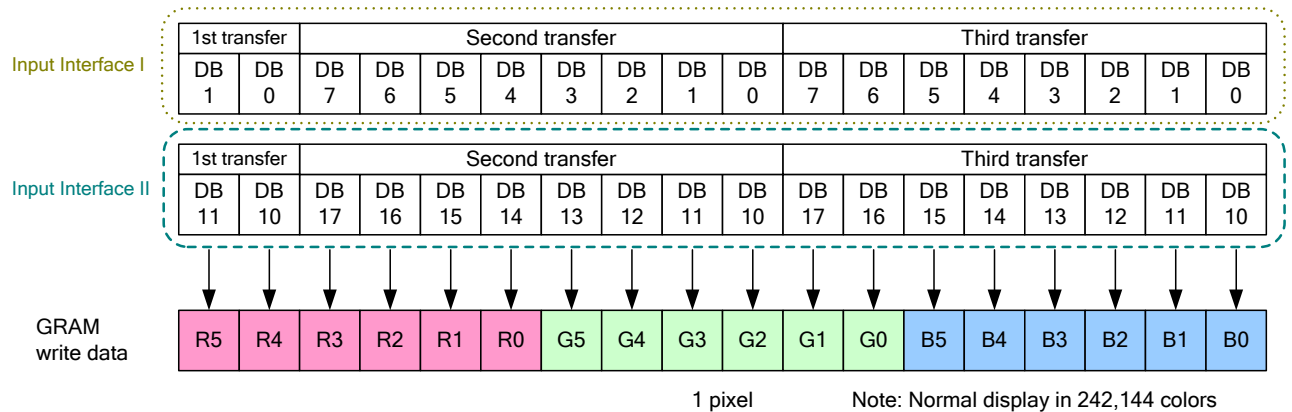 1st transfer Second transfer Third transfer
Input Interface I
DB DB DB DB DB DB DB DB DB DB DB DB DB DB DB DB DB DB
1 0 7 6 5 4 3 2 1 0 7 6 5 4 3 2 1 0
1st transfer Second transfer Third transfer
Input Interface II
DB DB DB DB DB DB DB DB DB DB DB DB DB DB DB DB DB DB
11 10 17 16 15 14 13 12 11 10 17 16 15 14 13 12 11 10
GRAM
write data
R5 R4 R3 R2 R1 R0 G5 G4 G3 G2 G1 G0 B5 B4 B3 B2 B1 B0
1 pixel Note: Normal display in 242,144 colors